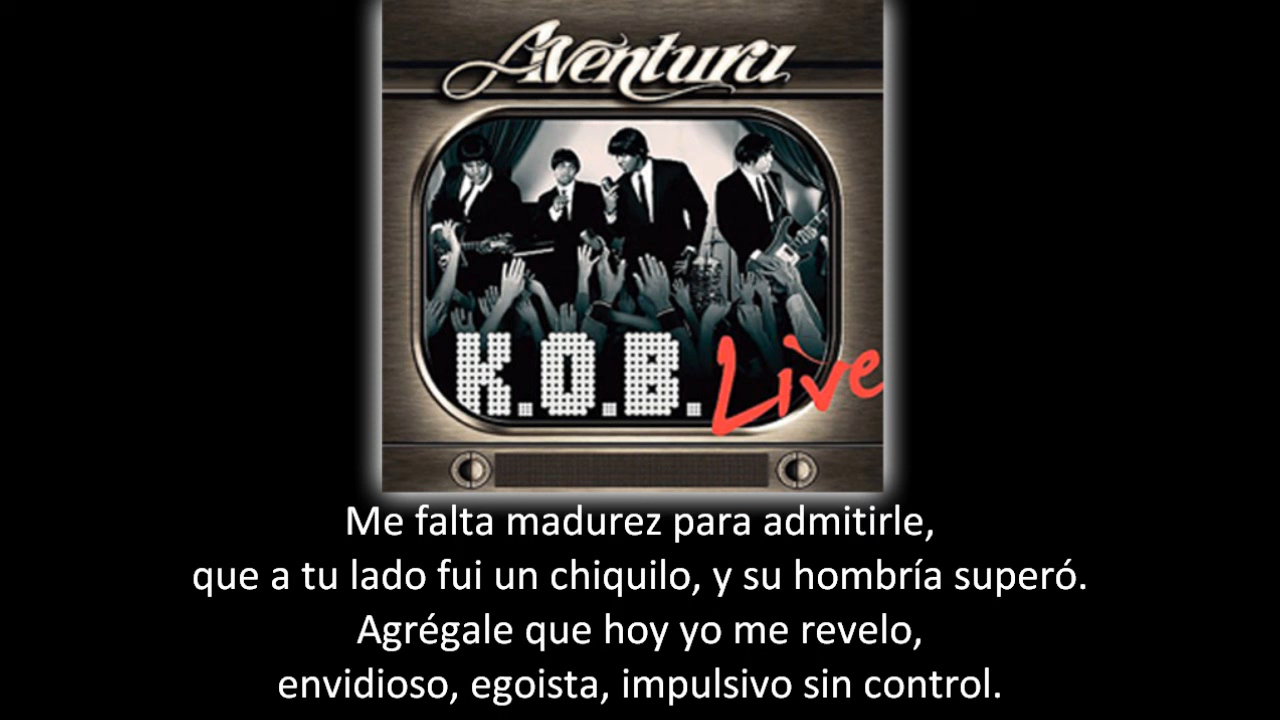 Aventura
K.O.B. Live
Me falta madurez para admitirle,
que a tu lado fui un chiquilo, y su hombría superó.
Agrégale que hoy yo me revelo,
envidioso, egoista, impulsivo sin control.